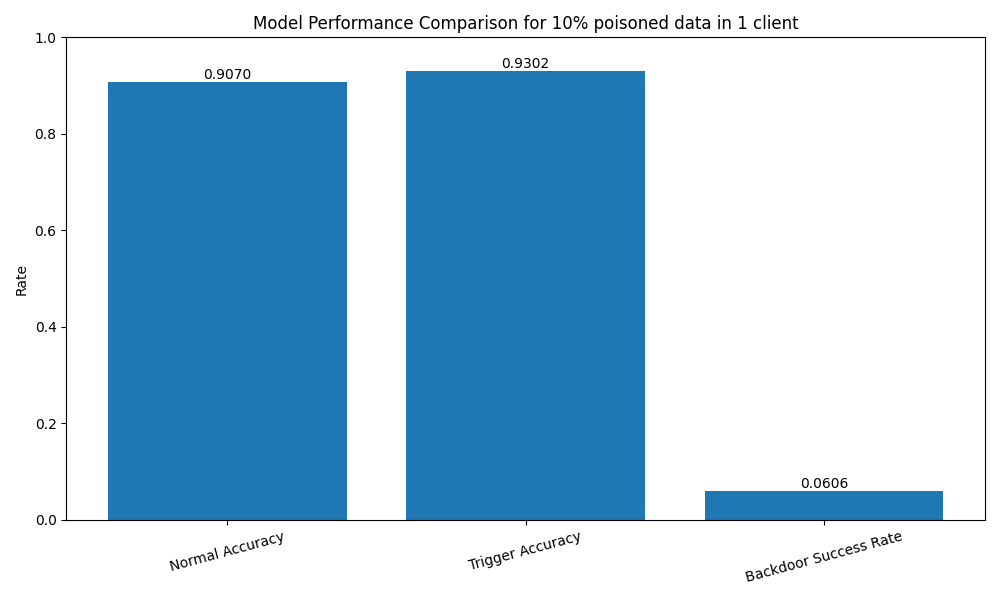 Model Performance Comparison for 10% poisoned data in 1 client
1.0
0.8
0.6
0.4
0.2
0.0
Rate
0.9070
0.9302
0.0606
Normal Accuracy
Trigger Accuracy
Backdoor Success Rate